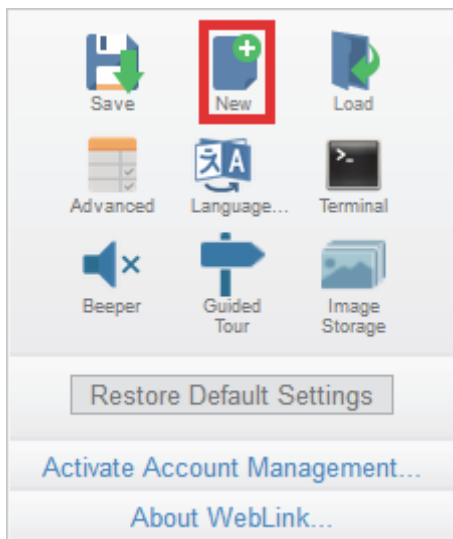 Save New Load
Advanced Language... Terminal
>_
Beeper Guided Tour Image Storage
Restore Default Settings
Activate Account Management...
About WebLink...